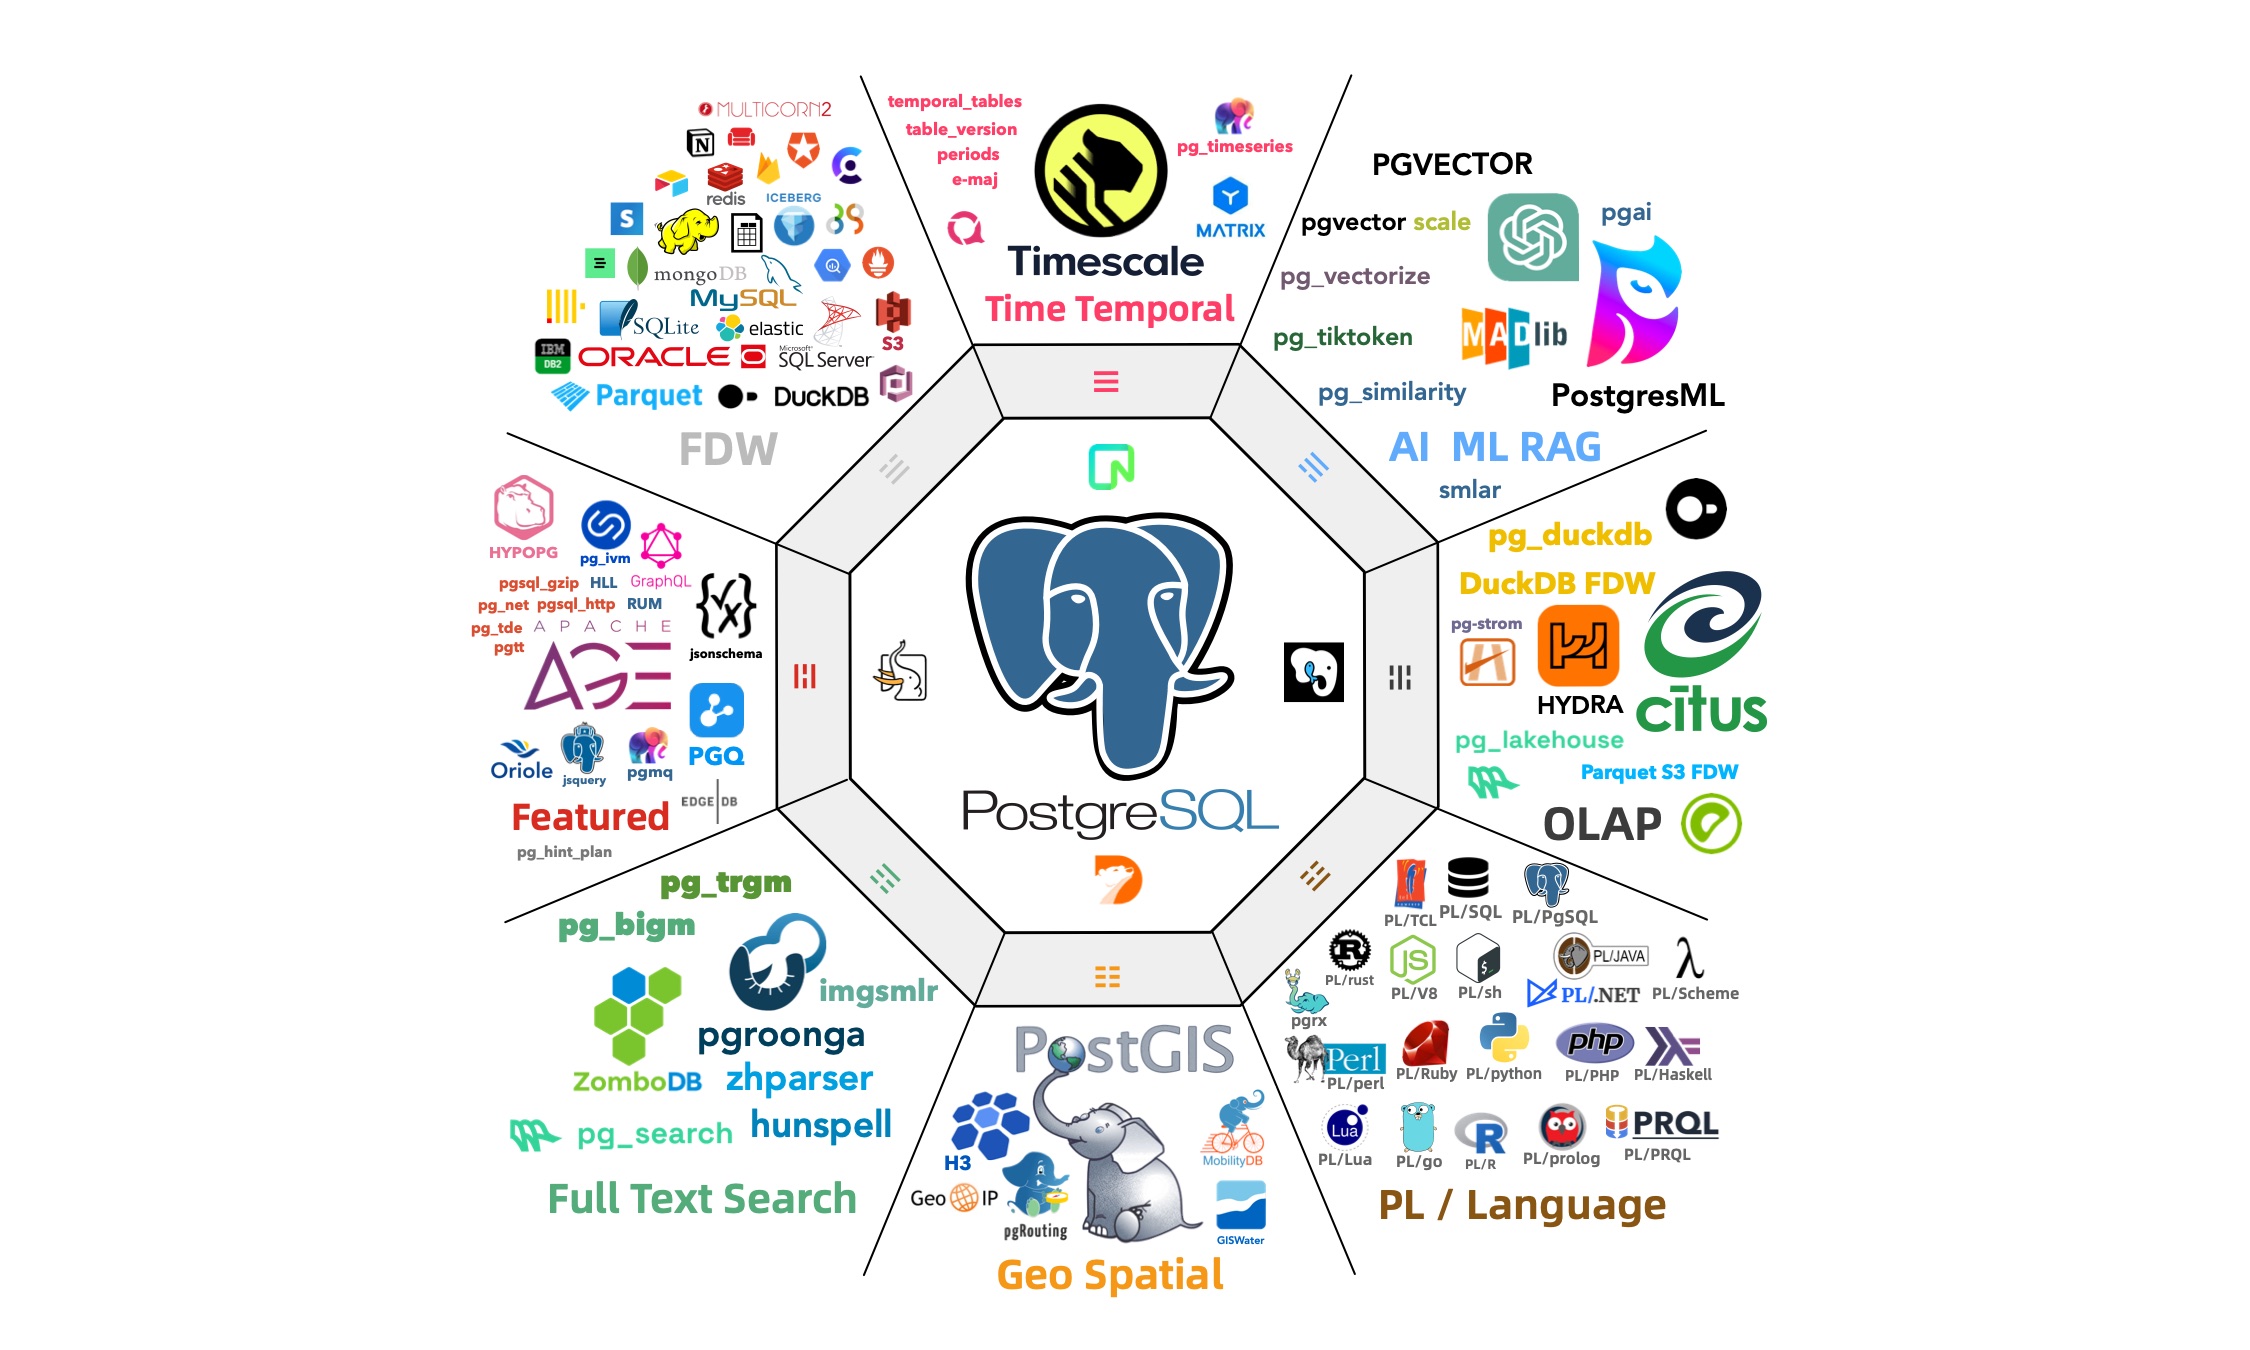 MULTICORN2
N
redis
ICEBERG
S
mongoDB
MySQL
SQLite
elastic
S3
IBM
DB2
ORACLE
Microsoft
SQL Server
Parquet
DuckDB
FDW
temporal_tables
table_version
periods
e-maj
pg_timeseries
MATRIX
Timescale
Time Temporal
PGVECTOR
pgvector scale
pgai
pg_vectorize
pg_tiktoken
MADlib
pg_similarity
PostgresML
AI ML RAG
smlar
pg_duckdb
DuckDB FDW
pg-strom
HYDRA
citus
pg_lakehouse
Parquet S3 FDW
OLAP
HYPOPG
pg_ivm
GraphQL
pgsql_gzip HLL
pg_net pgsql_http RUM
pg_tde APACHE
pgtt
AGE
{√x}
jsonschema
PGQ
Oriole
jsquery
pgmq
EDGE DB
Featured
pg_hint_plan
PostgreSQL
pg_trgm
pg_bigm
imgsmlr
pgroonga
ZomboDB
zhparser
pg_search
hunspell
Full Text Search
PostGIS
H3
Geo IP
pgRouting
MobilityDB
GISWater
Geo Spatial
PL/TCL
PL/SQL
PL/PgSQL
R
PL/rust
JS
PL/V8
$_
PL/sh
PL/JAVA
PL/.NET
λ
PL/Scheme
pgrx
Perl
PL/perl
PL/Ruby
PL/python
php
PL/PHP
PL/Haskell
Lua
PL/Lua
PL/go
R
PL/R
PL/prolog
PRQL
PL/PRQL
PL / Language